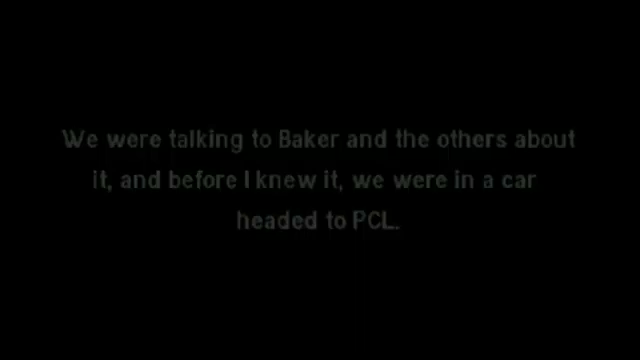 We were talking to Baker and the others about
it, and before I knew it, we were in a car
headed to PCL.